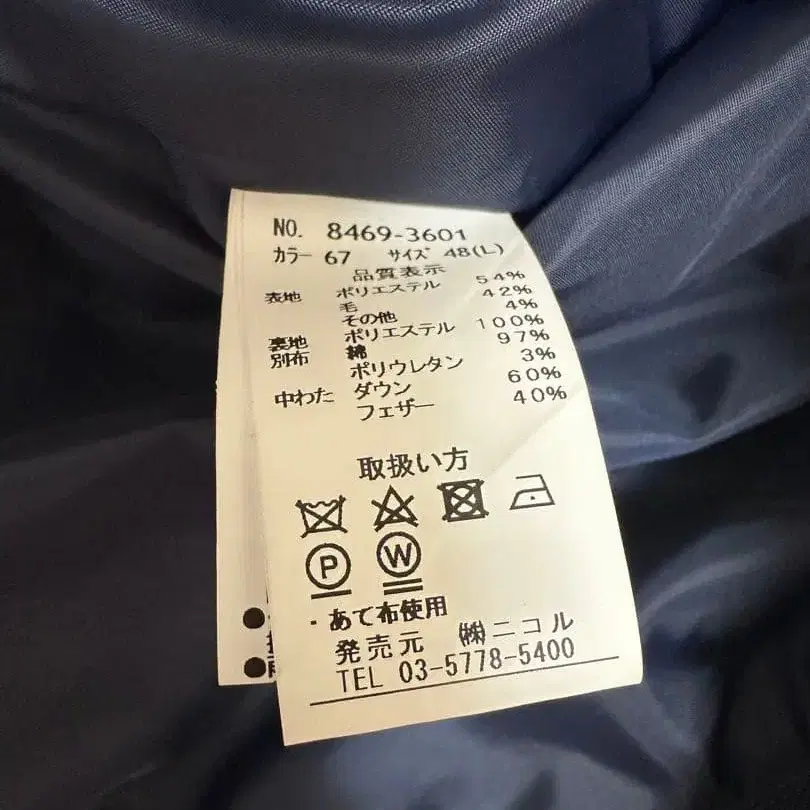 NO. 8469-3601
カラー 67 サイズ 48(L)
品質表示
表地 ポリエステル 54%
毛 42%
その他 4%
裏地 ポリエステル 100%
別布 綿 97%
ポリウレタン 3%
中わた ダウン 60%
フェザー 40%
取扱い方
P W
・あて布使用
発売元 ㈱ニコル
TEL 03-5778-5400